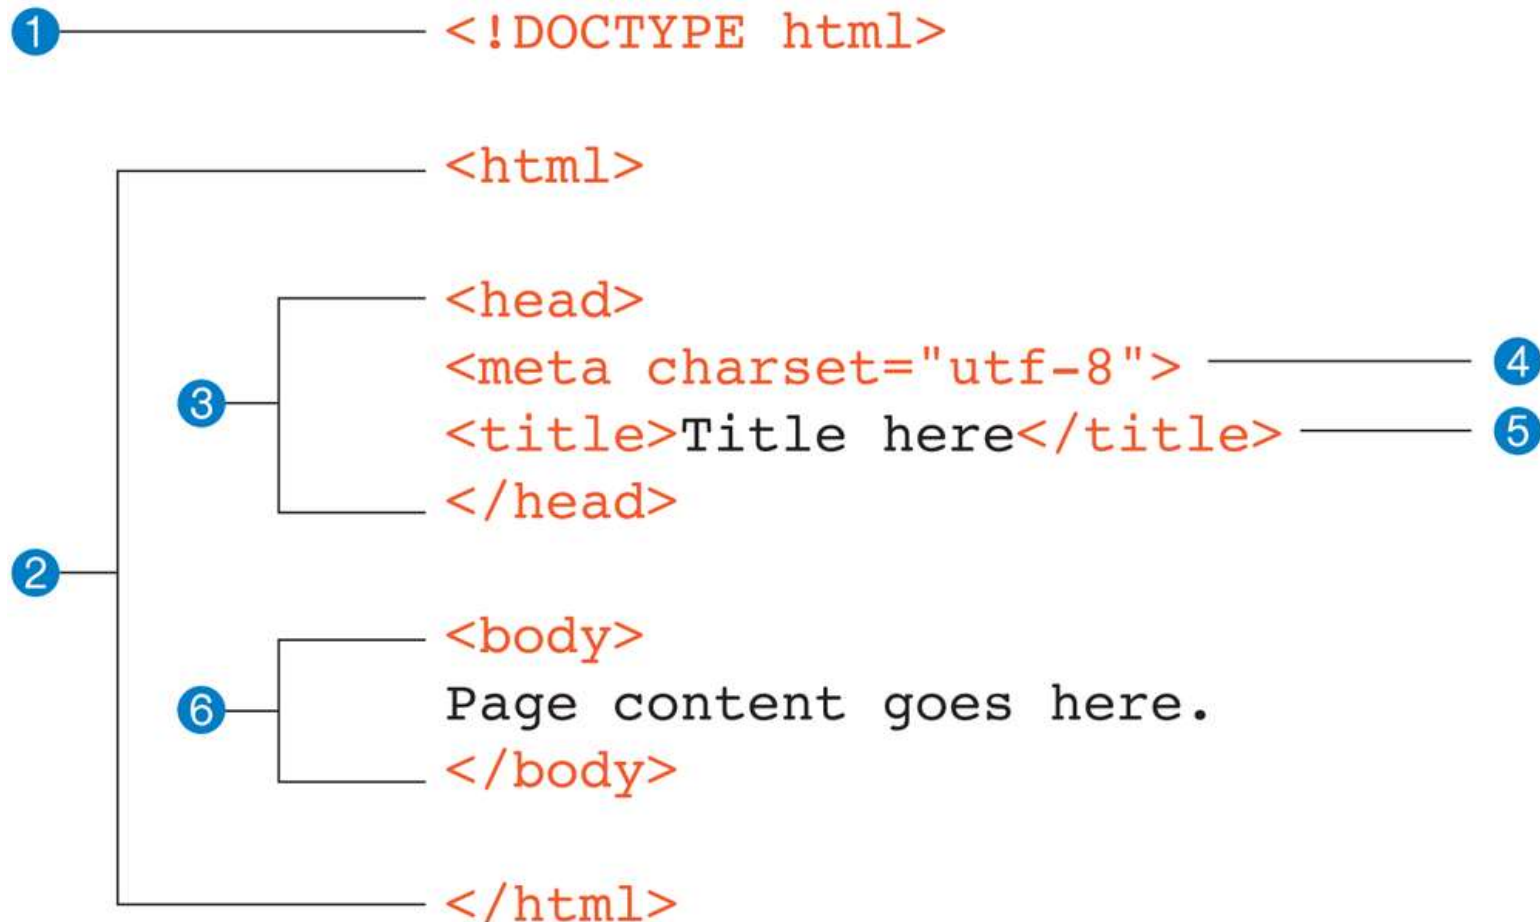 1 <!DOCTYPE html>
<html>
<head>
<meta charset="utf-8"> 4
3
<title>Title here</title> 5
</head>
2
<body>
6 Page content goes here.
</body>
</html>